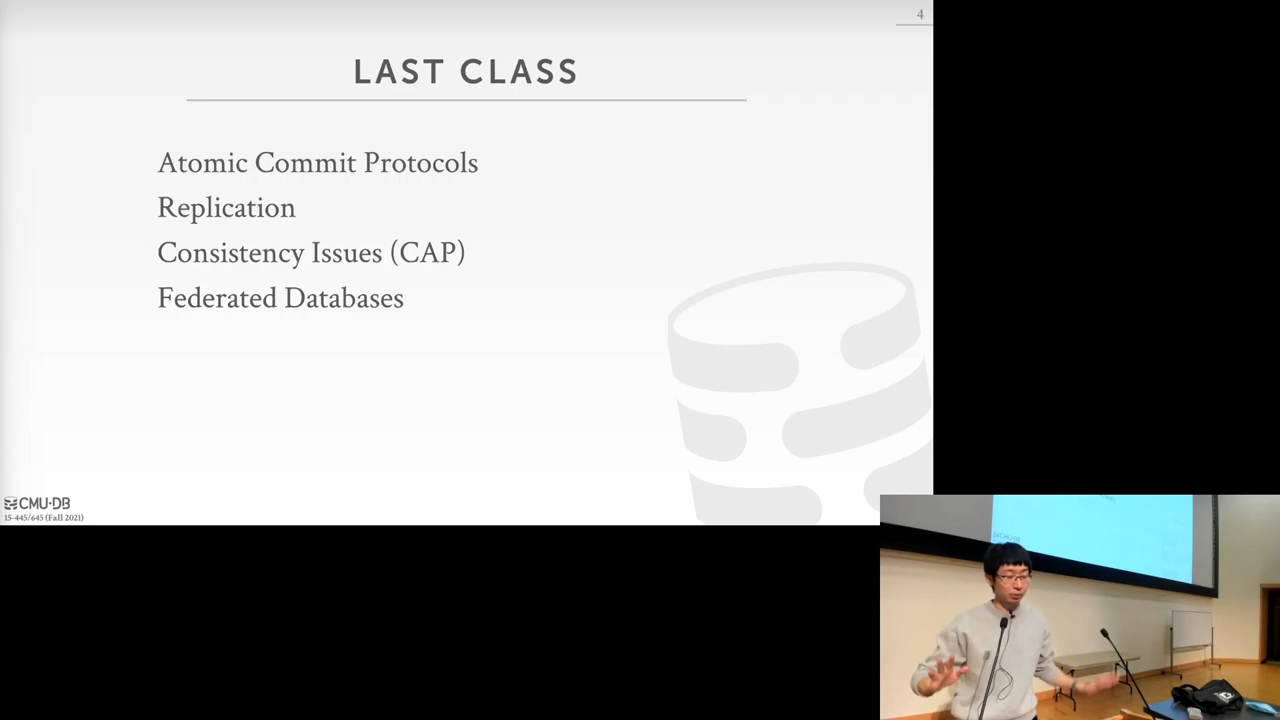 4
LAST CLASS
Atomic Commit Protocols
Replication
Consistency Issues (CAP)
Federated Databases
CMU·DB
15-445/645 (Fall 2021)